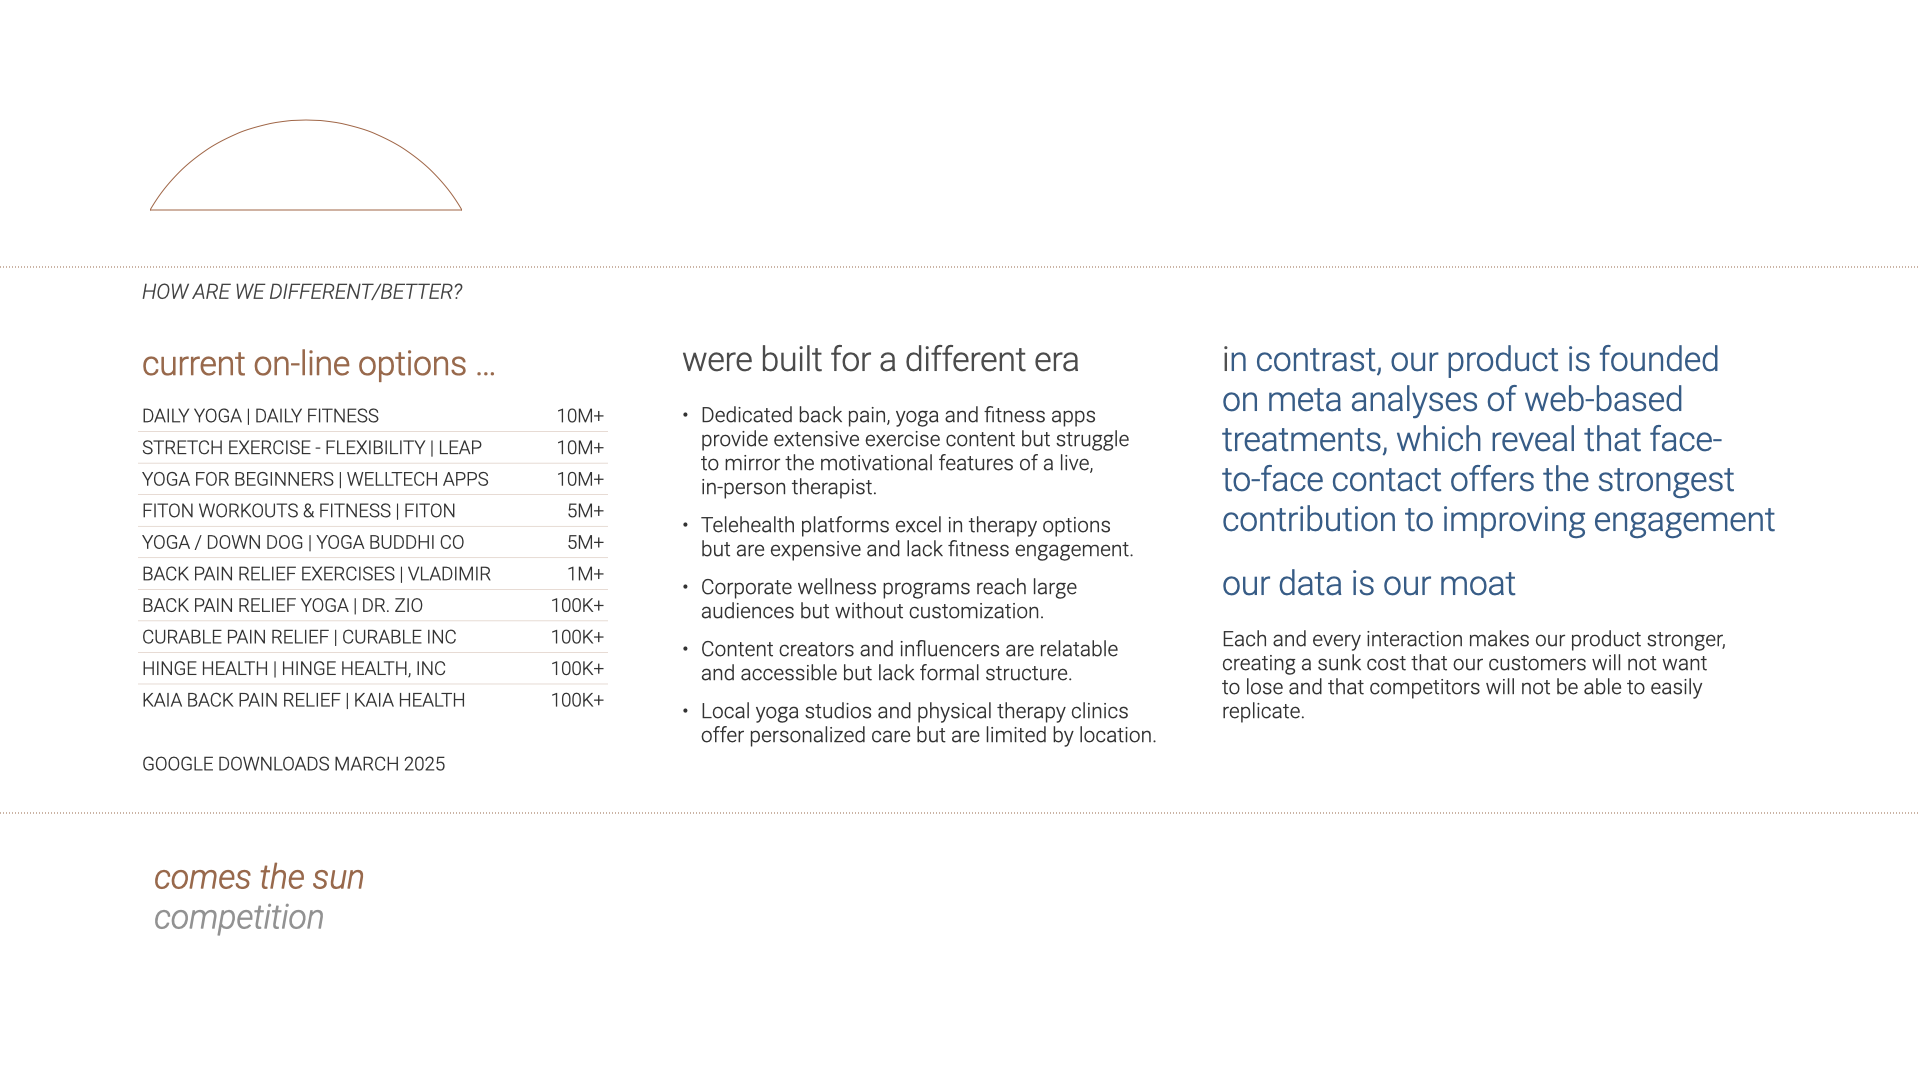 HOW ARE WE DIFFERENT/BETTER?
current on-line options ...
DAILY YOGA | DAILY FITNESS 10M+
STRETCH EXERCISE - FLEXIBILITY | LEAP 10M+
YOGA FOR BEGINNERS | WELLTECH APPS 10M+
FITON WORKOUTS & FITNESS | FITON 5M+
YOGA / DOWN DOG | YOGA BUDDHI CO 5M+
BACK PAIN RELIEF EXERCISES | VLADIMIR 1M+
BACK PAIN RELIEF YOGA | DR. ZIO 100K+
CURABLE PAIN RELIEF | CURABLE INC 100K+
HINGE HEALTH | HINGE HEALTH, INC 100K+
KAIA BACK PAIN RELIEF | KAIA HEALTH 100K+
GOOGLE DOWNLOADS MARCH 2025
were built for a different era
• Dedicated back pain, yoga and fitness apps
provide extensive exercise content but struggle
to mirror the motivational features of a live,
in-person therapist.
• Telehealth platforms excel in therapy options
but are expensive and lack fitness engagement.
• Corporate wellness programs reach large
audiences but without customization.
• Content creators and influencers are relatable
and accessible but lack formal structure.
• Local yoga studios and physical therapy clinics
offer personalized care but are limited by location.
in contrast, our product is founded
on meta analyses of web-based
treatments, which reveal that face-
to-face contact offers the strongest
contribution to improving engagement
our data is our moat
Each and every interaction makes our product stronger,
creating a sunk cost that our customers will not want
to lose and that competitors will not be able to easily
replicate.
comes the sun
competition